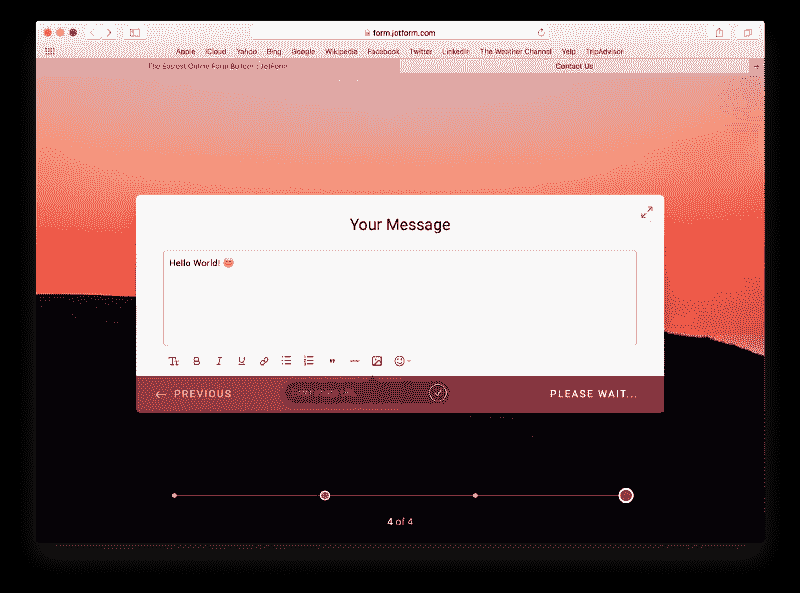 form.jotform.com
Apple iCloud Yahoo Bing Google Wikipedia Facebook Twitter LinkedIn The Weather Channel Yelp TripAdvisor
The Easiest Online Form Builder : JotForm Contact Us +
Your Message
Hello World! 😊
Tт B I U
← PREVIOUS PLEASE WAIT...
4 of 4